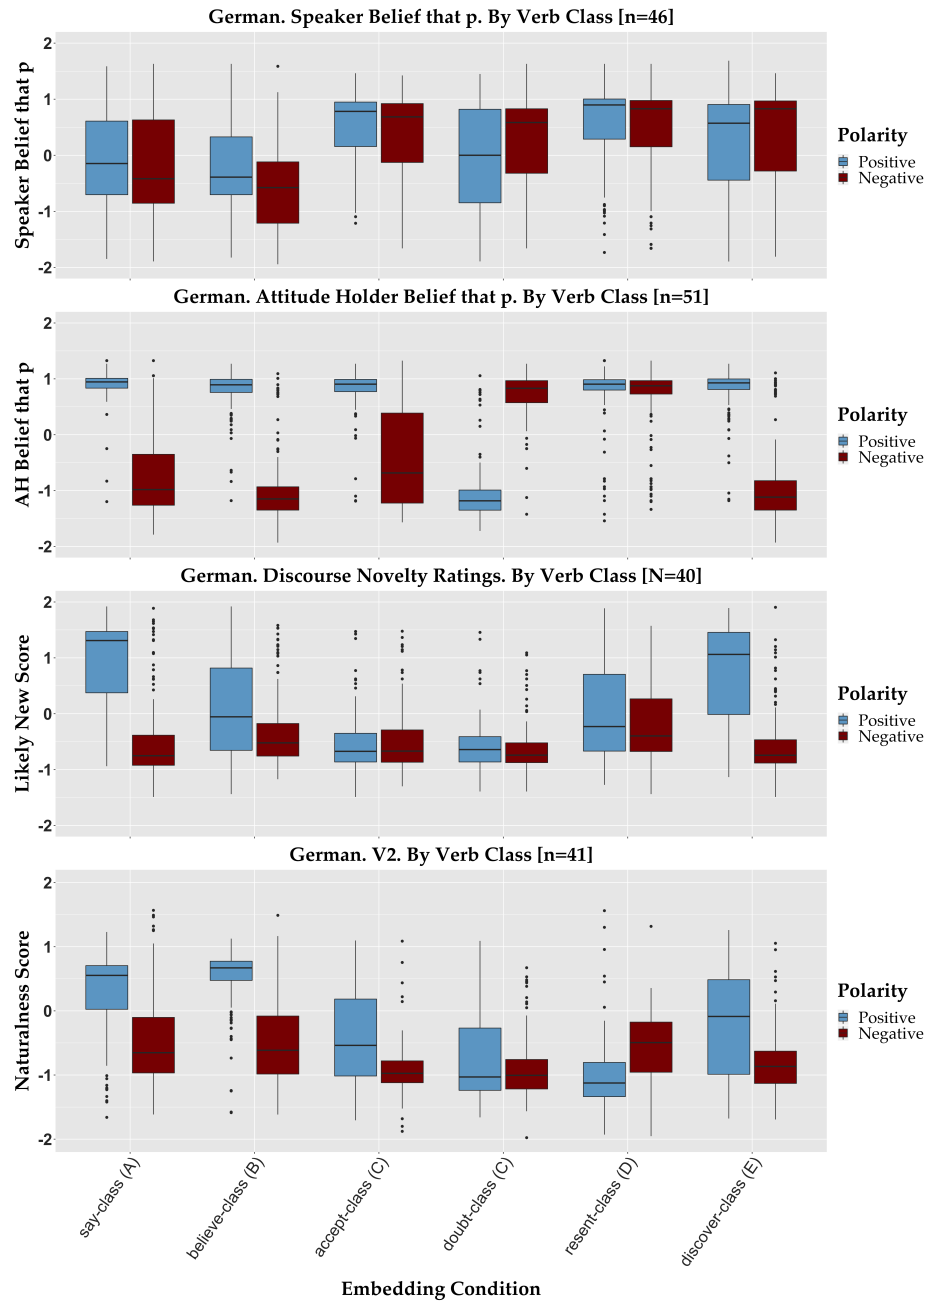 German. Speaker Belief that p. By Verb Class [n=46]
Speaker Belief that p
2
1
0
-1
-2
Polarity
Positive
Negative
German. Attitude Holder Belief that p. By Verb Class [n=51]
AH Belief that p
2
1
0
-1
-2
Polarity
Positive
Negative
German. Discourse Novelty Ratings. By Verb Class [N=40]
Likely New Score
2
1
0
-1
-2
Polarity
Positive
Negative
German. V2. By Verb Class [n=41]
Naturalness Score
2
1
0
-1
-2
Polarity
Positive
Negative
say-class (A)
believe-class (B)
accept-class (C)
doubt-class (C)
resent-class (D)
discover-class (E)
Embedding Condition